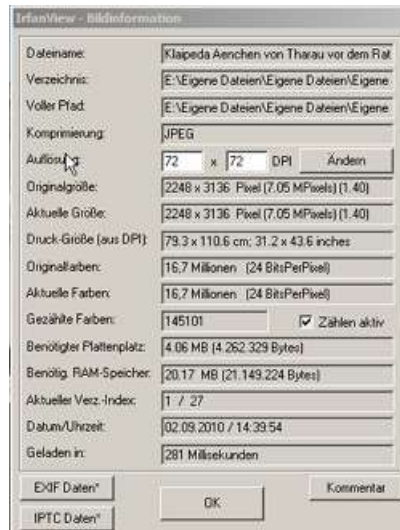 IrfanView - Bildinformation
Dateiname: Klaipeda Aenchen von Tharau vor dem Rat
Verzeichnis: E:\Eigene Dateien\Eigene Dateien\Eigene
Voller Pfad: E:\Eigene Dateien\Eigene Dateien\Eigene
Komprimierung: JPEG
Auflösung: 72 x 72 DPI Ändern
Originalgröße: 2248 x 3136 Pixel (7.05 MPixels) (1.40)
Aktuelle Größe: 2248 x 3136 Pixel (7.05 MPixels) (1.40)
Druck-Größe (aus DPI): 79.3 x 110.6 cm; 31.2 x 43.6 inches
Originalfarben: 16,7 Millionen (24 BitsPerPixel)
Aktuelle Farben: 16,7 Millionen (24 BitsPerPixel)
Gezählte Farben: 145101 Zählen aktiv
Benötigter Plattenplatz: 4.06 MB (4.262.329 Bytes)
Benötig. RAM-Speicher: 20.17 MB (21.149.224 Bytes)
Aktueller Verz.-Index: 1 / 27
Datum/Uhrzeit: 02.09.2010 / 14:39:54
Geladen in: 281 Millisekunden
EXIF Daten* OK Kommentar
IPTC Daten*